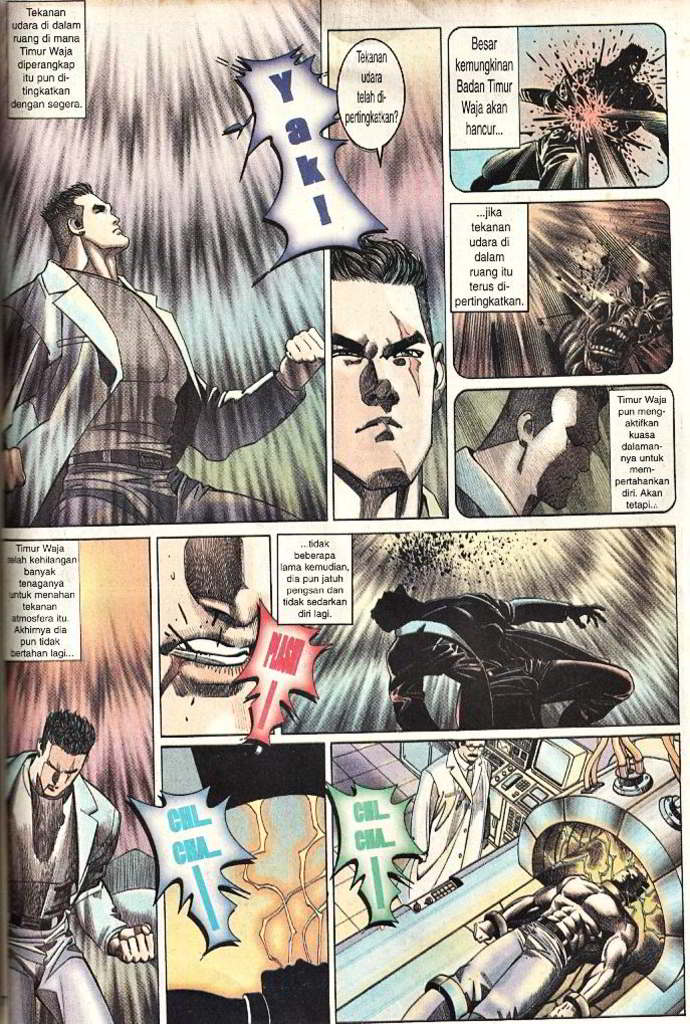 Tekanan
udara di dalam
ruang di mana
Timur Waja
diperangkap
itu pun di-
tingkatkan
dengan segera.
Yaki
Tekanan
udara
telah di-
pertingkatkan?
Besar
kemungkinan
Badan Timur
Waja akan
hancur...
...jika
tekanan
udara di
dalam
ruang itu
terus di-
pertingkatkan.
Timur Waja
pun meng-
aktifkan
kuasa
dalaman-
nya untuk
mem-
pertahankan
diri. Akan
tetapi...
Timur Waja
telah kehilangan
banyak
tenaganya
untuk menahan
tekanan
atmosfera itu.
Akhirnya dia
pun tidak
bertahan lagi...
PLASH!
...tidak
beberapa
lama kemudian,
dia pun jatuh
pengsan dan
tidak sedarkan
diri lagi.
CHI...
CHA...
CHI...
CHA...